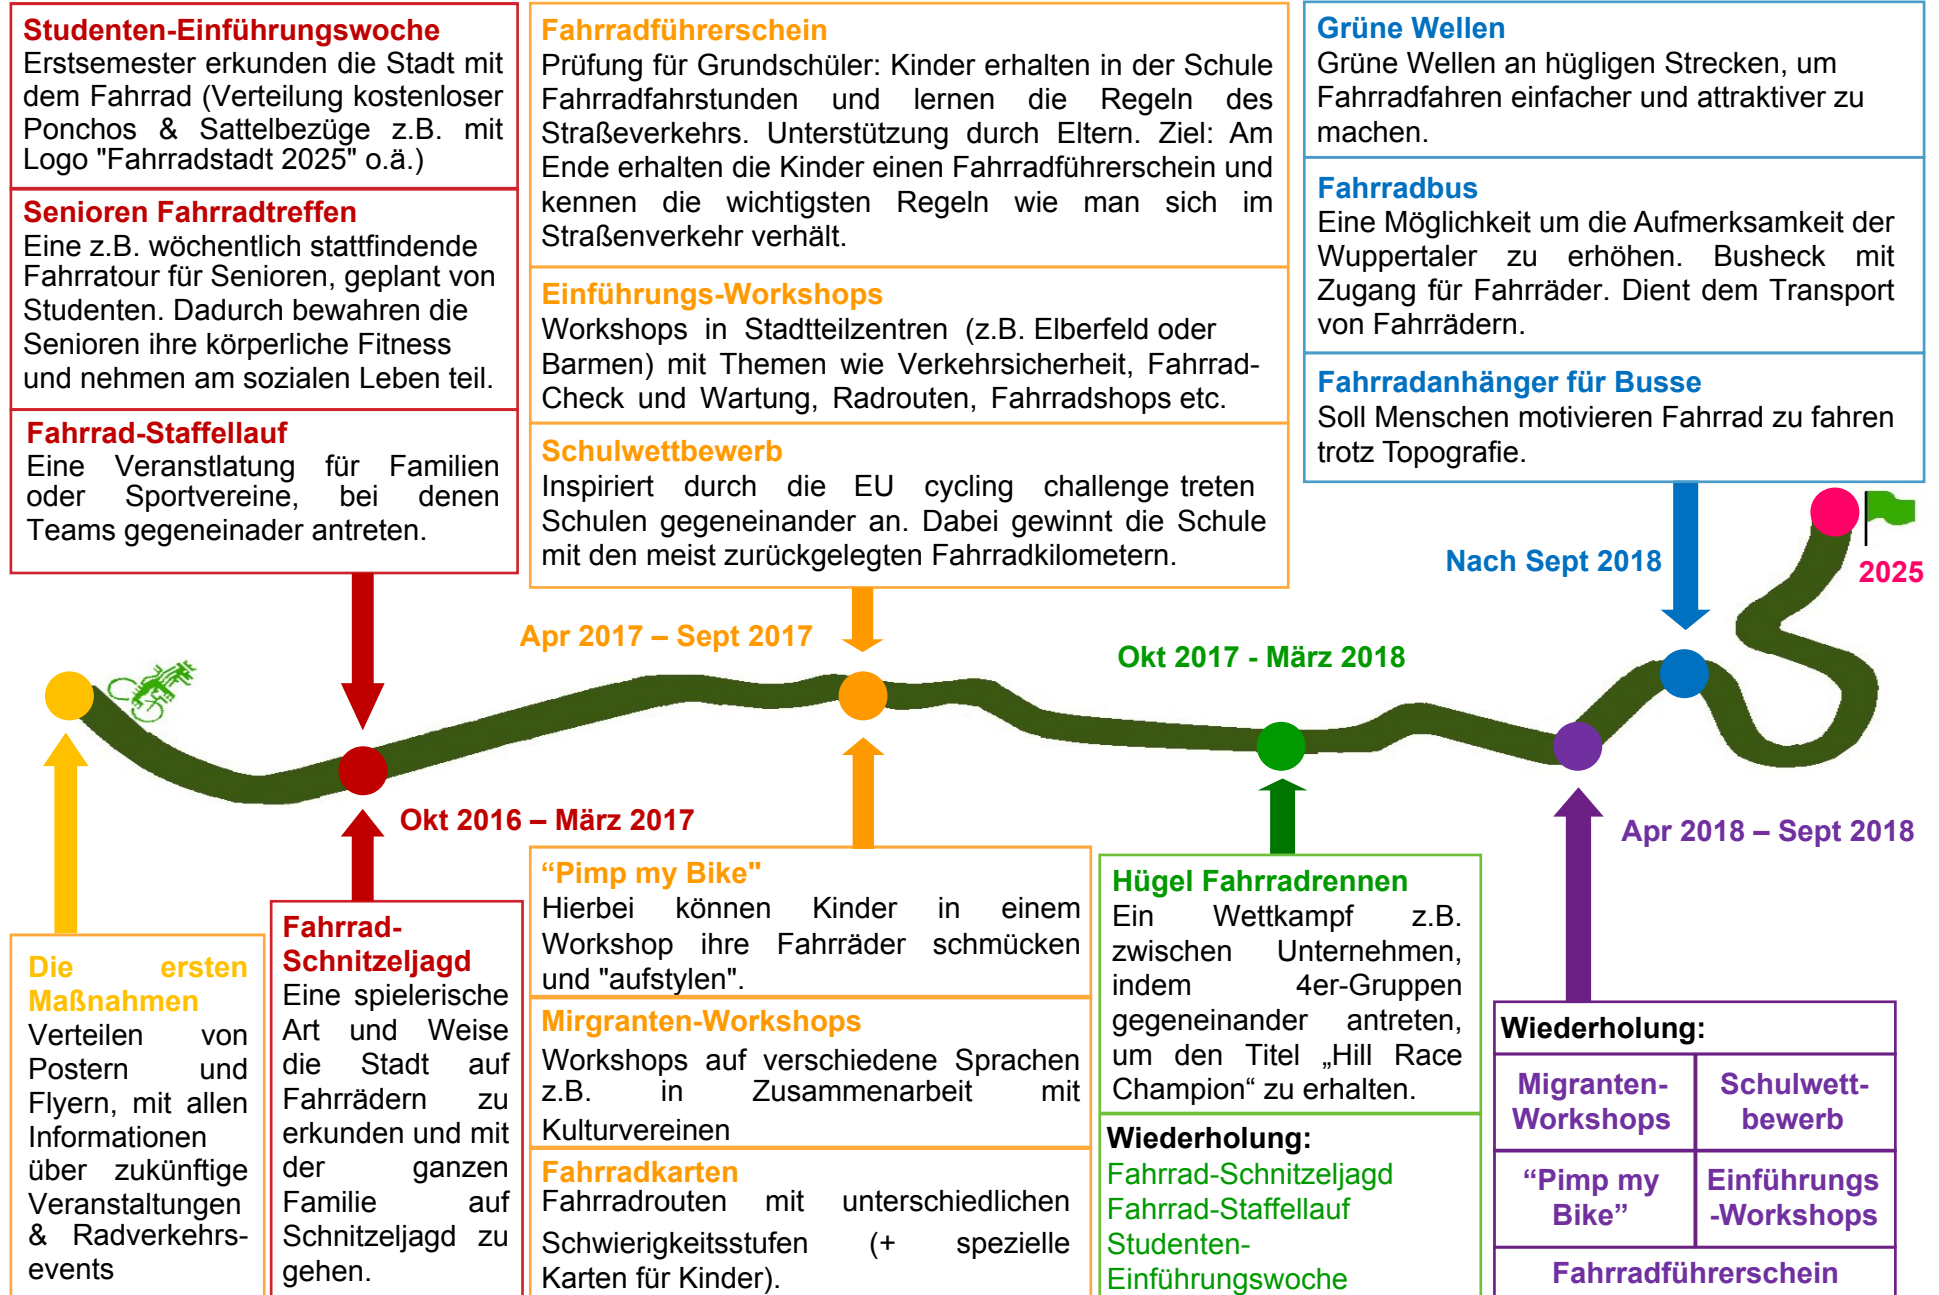 Studenten-Einführungswoche
Erstsemester erkunden die Stadt mit
dem Fahrrad (Verteilung kostenloser
Ponchos & Sattelbezüge z.B. mit
Logo "Fahrradstadt 2025" o.ä.)
Senioren Fahrradtreffen
Eine z.B. wöchentlich stattfindende
Fahrratour für Senioren, geplant von
Studenten. Dadurch bewahren die
Senioren ihre körperliche Fitness
und nehmen am sozialen Leben teil.
Fahrrad-Staffellauf
Eine Veranstlatung für Familien
oder Sportvereine, bei denen
Teams gegeneinader antreten.
Fahrradführerschein
Prüfung für Grundschüler: Kinder erhalten in der Schule
Fahrradfahrstunden und lernen die Regeln des
Straßeverkehrs. Unterstützung durch Eltern. Ziel: Am
Ende erhalten die Kinder einen Fahrradführerschein und
kennen die wichtigsten Regeln wie man sich im
Straßenverkehr verhält.
Einführungs-Workshops
Workshops in Stadtteilzentren (z.B. Elberfeld oder
Barmen) mit Themen wie Verkehrsicherheit, Fahrrad-
Check und Wartung, Radrouten, Fahrradshops etc.
Schulwettbewerb
Inspiriert durch die EU cycling challenge treten
Schulen gegeneinander an. Dabei gewinnt die Schule
mit den meist zurückgelegten Fahrradkilometern.
Grüne Wellen
Grüne Wellen an hügligen Strecken, um
Fahrradfahren einfacher und attraktiver zu
machen.
Fahrradbus
Eine Möglichkeit um die Aufmerksamkeit der
Wuppertaler zu erhöhen. Busheck mit
Zugang für Fahrräder. Dient dem Transport
von Fahrrädern.
Fahrradanhänger für Busse
Soll Menschen motivieren Fahrrad zu fahren
trotz Topografie.
Nach Sept 2018
2025
Apr 2017 – Sept 2017
Okt 2017 - März 2018
Okt 2016 – März 2017
Apr 2018 – Sept 2018
Die ersten
Maßnahmen
Verteilen von
Postern und
Flyern, mit allen
Informationen
über zukünftige
Veranstaltungen
& Radverkehrs-
events
Fahrrad-
Schnitzeljagd
Eine spielerische
Art und Weise
die Stadt auf
Fahrrädern zu
erkunden und mit
der ganzen
Familie auf
Schnitzeljagd zu
gehen.
“Pimp my Bike"
Hierbei können Kinder in einem
Workshop ihre Fahrräder schmücken
und "aufstylen".
Mirgranten-Workshops
Workshops auf verschiedene Sprachen
z.B. in Zusammenarbeit mit
Kulturvereinen
Fahrradkarten
Fahrradrouten mit unterschiedlichen
Schwierigkeitsstufen (+ spezielle
Karten für Kinder).
Hügel Fahrradrennen
Ein Wettkampf z.B.
zwischen Unternehmen,
indem 4er-Gruppen
gegeneinander antreten,
um den Titel „Hill Race
Champion“ zu erhalten.
Wiederholung:
Fahrrad-Schnitzeljagd
Fahrrad-Staffellauf
Studenten-
Einführungswoche
Wiederholung:
Migranten-
Workshops
Schulwett-
bewerb
“Pimp my
Bike”
Einführungs
-Workshops
Fahrradführerschein